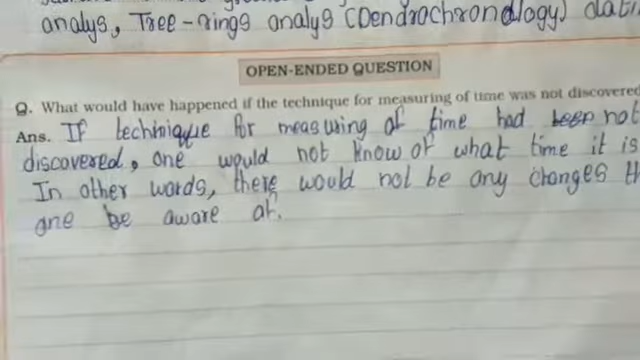 analys, Tree-rings analys (Dendrochronology)
OPEN-ENDED QUESTION
Q. What would have happened if the technique for measuring of time was not discovered
Ans. If technique for measuring of time had not
discovered, one would not know of what time it is
In other words, there would not be any changes
one be aware of.